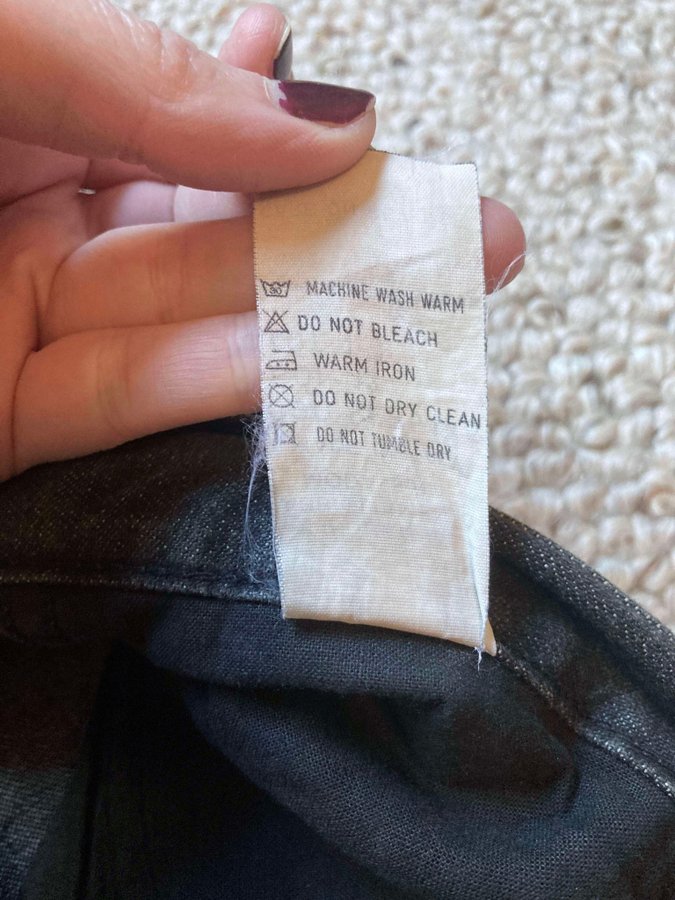 MACHINE WASH WARM
DO NOT BLEACH
WARM IRON
DO NOT DRY CLEAN
DO NOT TUMBLE DRY